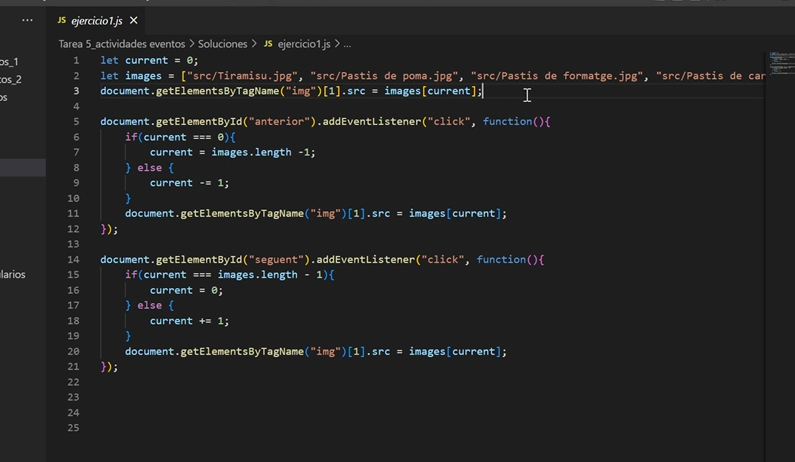 ... JS ejercicio1.js ×
Tarea 5_actividades eventos > Soluciones > JS ejercicio1.js > ...
os_1
tos_2
os
ularios
1 let current = 0;
2 let images = ["src/Tiramisu.jpg", "src/Pastis de poma.jpg", "src/Pastis de formatge.jpg", "src/Pastis de car
3 document.getElementsByTagName("img")[1].src = images[current];
4
5 document.getElementById("anterior").addEventListener("click", function(){
6 if(current === 0){
7 current = images.length -1;
8 } else {
9 current -= 1;
10 }
11 document.getElementsByTagName("img")[1].src = images[current];
12 });
13
14 document.getElementById("seguent").addEventListener("click", function(){
15 if(current === images.length - 1){
16 current = 0;
17 } else {
18 current += 1;
19 }
20 document.getElementsByTagName("img")[1].src = images[current];
21 });
22
23
24
25